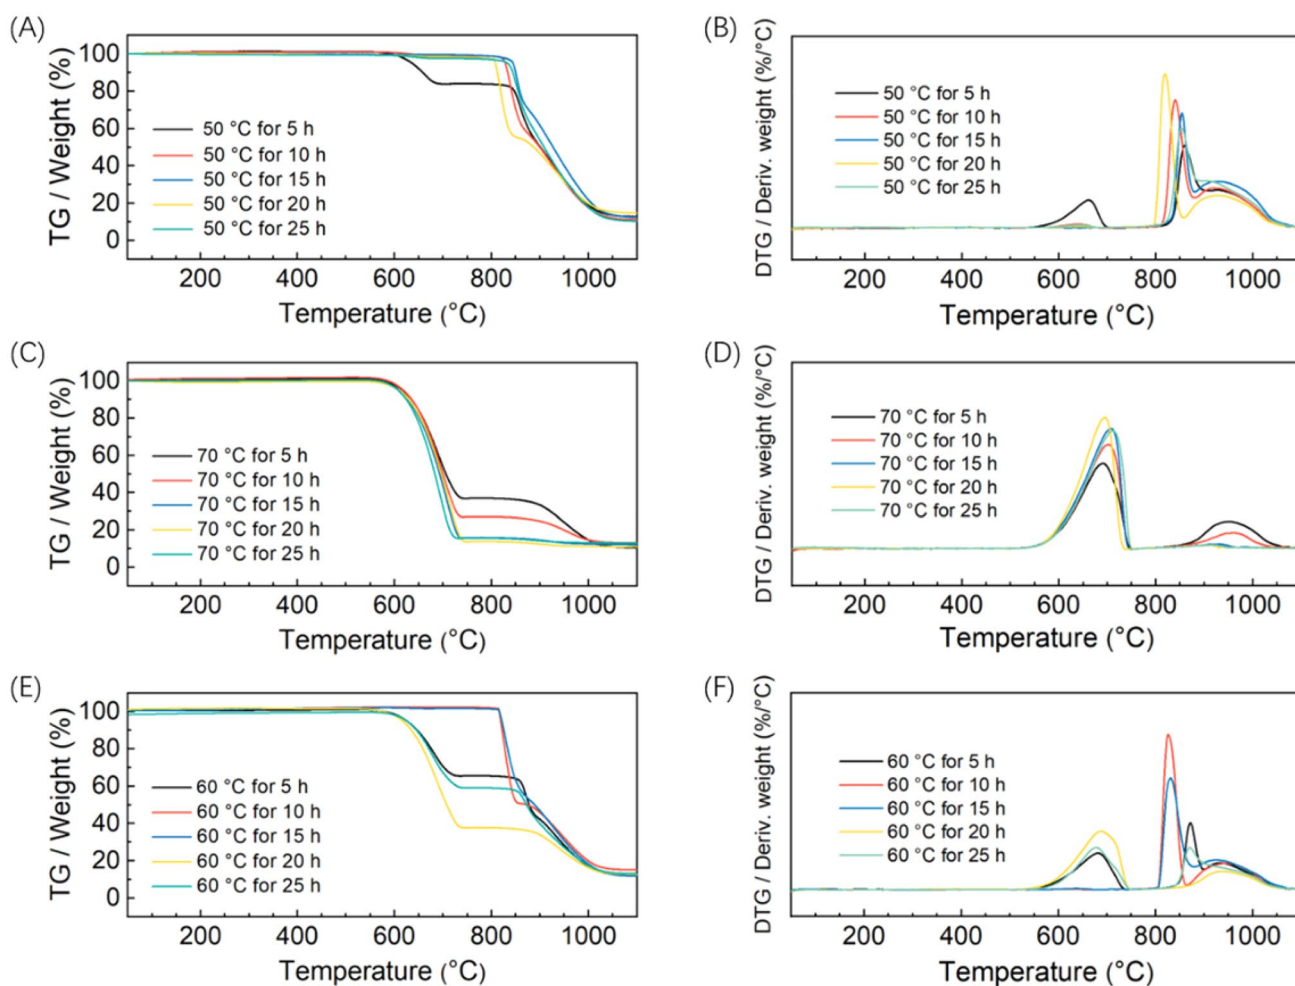 (A)
TG / Weight (%)
100
80
60
40
20
0
50 °C for 5 h
50 °C for 10 h
50 °C for 15 h
50 °C for 20 h
50 °C for 25 h
200 400 600 800 1000
Temperature (°C)
(B)
DTG / Deriv. weight (%/°C)
50 °C for 5 h
50 °C for 10 h
50 °C for 15 h
50 °C for 20 h
50 °C for 25 h
200 400 600 800 1000
Temperature (°C)
(C)
TG / Weight (%)
100
80
60
40
20
0
70 °C for 5 h
70 °C for 10 h
70 °C for 15 h
70 °C for 20 h
70 °C for 25 h
200 400 600 800 1000
Temperature (°C)
(D)
DTG / Deriv. weight (%/°C)
70 °C for 5 h
70 °C for 10 h
70 °C for 15 h
70 °C for 20 h
70 °C for 25 h
200 400 600 800 1000
Temperature (°C)
(E)
TG / Weight (%)
100
80
60
40
20
0
60 °C for 5 h
60 °C for 10 h
60 °C for 15 h
60 °C for 20 h
60 °C for 25 h
200 400 600 800 1000
Temperature (°C)
(F)
DTG / Deriv. weight (%/°C)
60 °C for 5 h
60 °C for 10 h
60 °C for 15 h
60 °C for 20 h
60 °C for 25 h
200 400 600 800 1000
Temperature (°C)